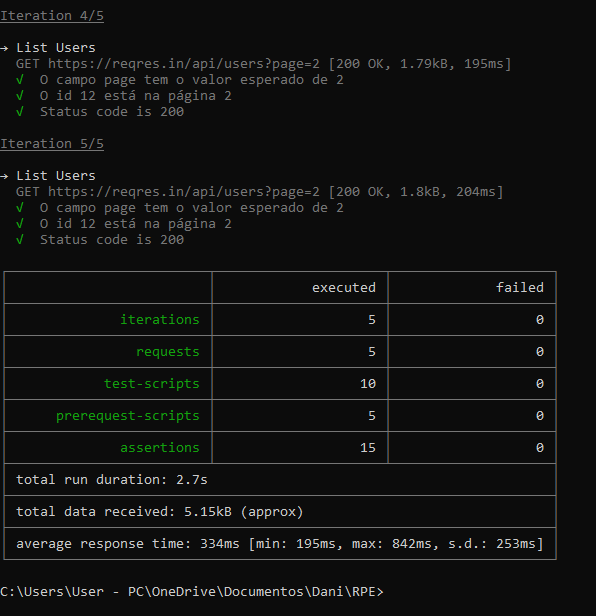 Iteration 4/5
→ List Users
GET https://reqres.in/api/users?page=2 [200 OK, 1.79kB, 195ms]
√ O campo page tem o valor esperado de 2
√ O id 12 está na página 2
√ Status code is 200
Iteration 5/5
→ List Users
GET https://reqres.in/api/users?page=2 [200 OK, 1.8kB, 204ms]
√ O campo page tem o valor esperado de 2
√ O id 12 está na página 2
√ Status code is 200
executed failed
iterations 5 0
requests 5 0
test-scripts 10 0
prerequest-scripts 5 0
assertions 15 0
total run duration: 2.7s
total data received: 5.15kB (approx)
average response time: 334ms [min: 195ms, max: 842ms, s.d.: 253ms]
C:\Users\User - PC\OneDrive\Documentos\Dani\RPE>